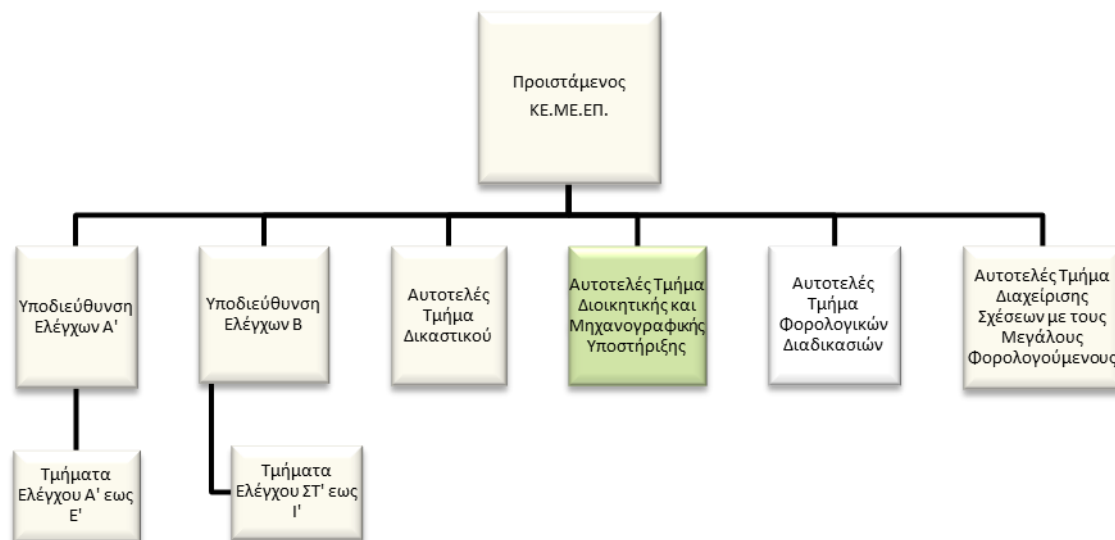 Προιστάμενος
ΚΕ.ΜΕ.ΕΠ.
Υποδιεύθυνση
Ελέγχων Α'
Υποδιεύθυνση
Ελέγχων Β
Αυτοτελές
Τμήμα
Δικαστικού
Αυτοτελές Τμήμα
Διοικητικής και
Μηχανογραφικής
Υποστήριξης
Αυτοτελές
Τμήμα
Φορολογικών
Διαδικασιών
Αυτοτελές Τμήμα
Διαχείρισης
Σχέσεων με τους
Μεγάλους
Φορολογούμενους
Τμήματα
Ελέγχου Α' εως
Ε'
Τμήματα
Ελέγχου ΣΤ' εως
Ι'